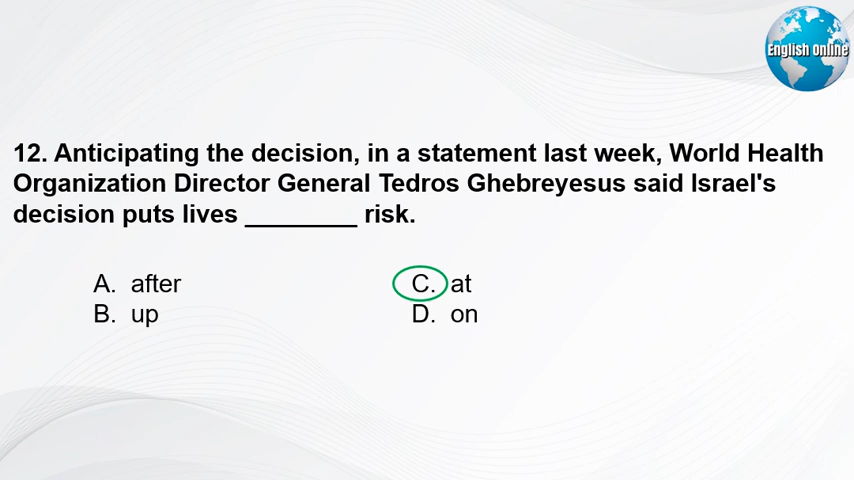 English Online
12. Anticipating the decision, in a statement last week, World Health
Organization Director General Tedros Ghebreyesus said Israel's
decision puts lives ________ risk.
A. after
C. at
B. up
D. on